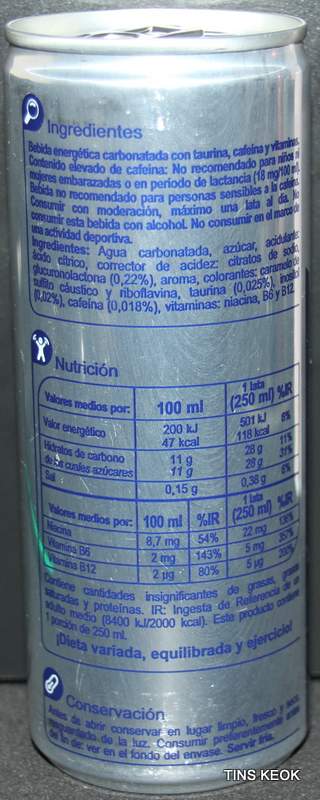 Ingredientes
Bebida energética carbonatada con taurina, cafeína y vitaminas.
Contenido elevado de cafeína: No recomendado para niños ni
mujeres embarazadas o en período de lactancia (18 mg/100 ml).
Bebida no recomendado para personas sensibles a la cafeína.
Consumir con moderación, máximo una lata al día. No
consumir esta bebida con alcohol. No consumir en el marco de
una actividad deportiva.
Ingredientes: Agua carbonatada, azúcar, acidulante:
ácido cítrico, corrector de acidez: citratos de sodio,
glucuronolactona (0,22%), aroma, colorantes: caramelo de
sulfito cáustico y riboflavina, taurina (0,025%), inositol
(0,02%), cafeína (0,018%), vitaminas: niacina, B6 y B12.
Nutrición
Valores medios por: 100 ml 1 lata (250 ml) %IR
Valor energético 200 kJ 501 kJ 6%
47 kcal 118 kcal
Hidratos de carbono 11 g 28 g 11%
de los cuales azúcares 11 g 28 g 31%
Sal 0,15 g 0,38 g 6%
Valores medios por: 100 ml %IR 1 lata (250 ml) %IR
Niacina 8,7 mg 54% 22 mg 136%
Vitamina B6 2 mg 143% 5 mg 357%
Vitamina B12 2 µg 80% 5 µg 200%
Contiene cantidades insignificantes de grasas, grasas
saturadas y proteínas. IR: Ingesta de Referencia de un
adulto medio (8400 kJ/2000 kcal). Este producto contiene
1 porción de 250 ml.
¡Dieta variada, equilibrada y ejercicio!
Conservación
Antes de abrir conservar en lugar limpio, fresco y seco,
resguardado de la luz. Consumir preferentemente antes
de fin de: ver en el fondo del envase. Servir frío.
TINS KEOK